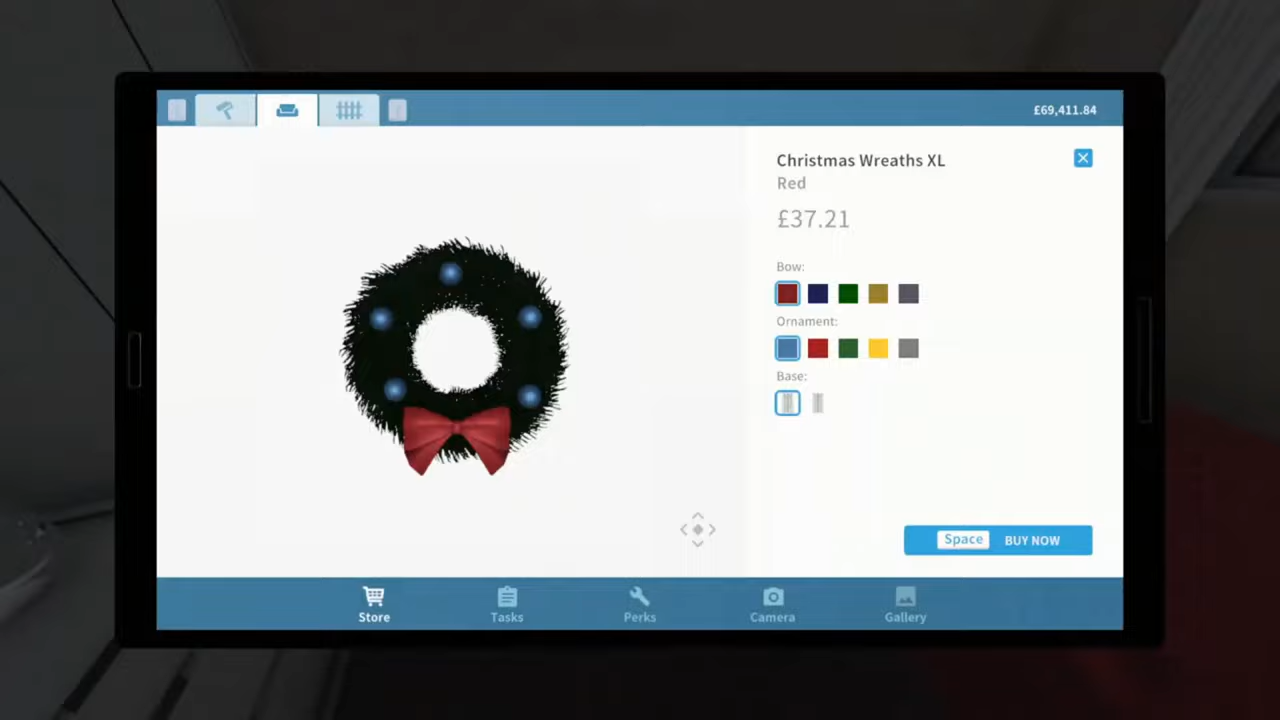 £69,411.84
Christmas Wreaths XL
Red
£37.21
Bow:
Ornament:
Base:
Space BUY NOW
Store Tasks Perks Camera Gallery